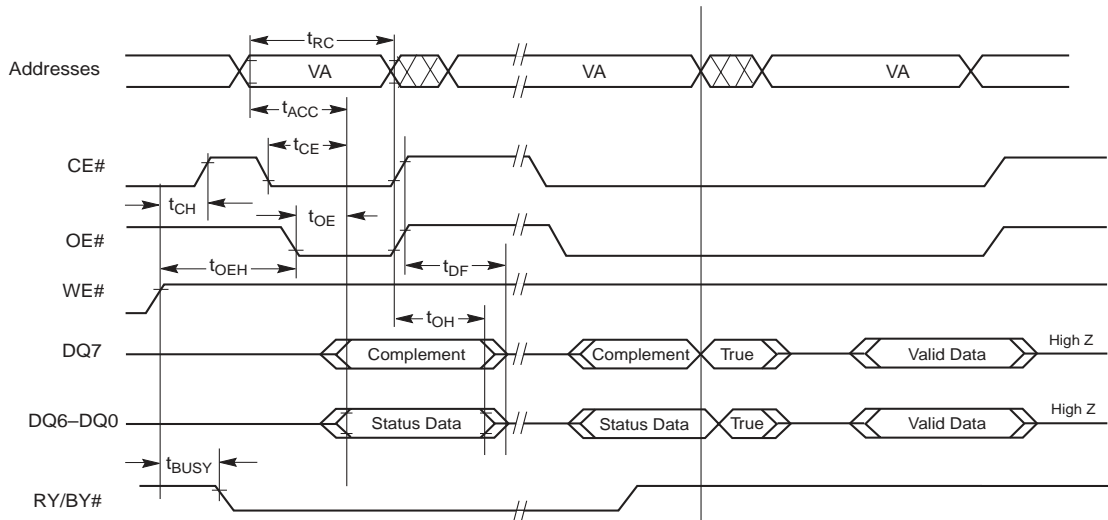 tRC
Addresses VA VA VA
tACC
tCE
CE#
tCH
tOE
OE#
tOEH
tDF
WE#
tOH
DQ7 Complement Complement True Valid Data High Z
DQ6–DQ0 Status Data Status Data True Valid Data High Z
tBUSY
RY/BY#